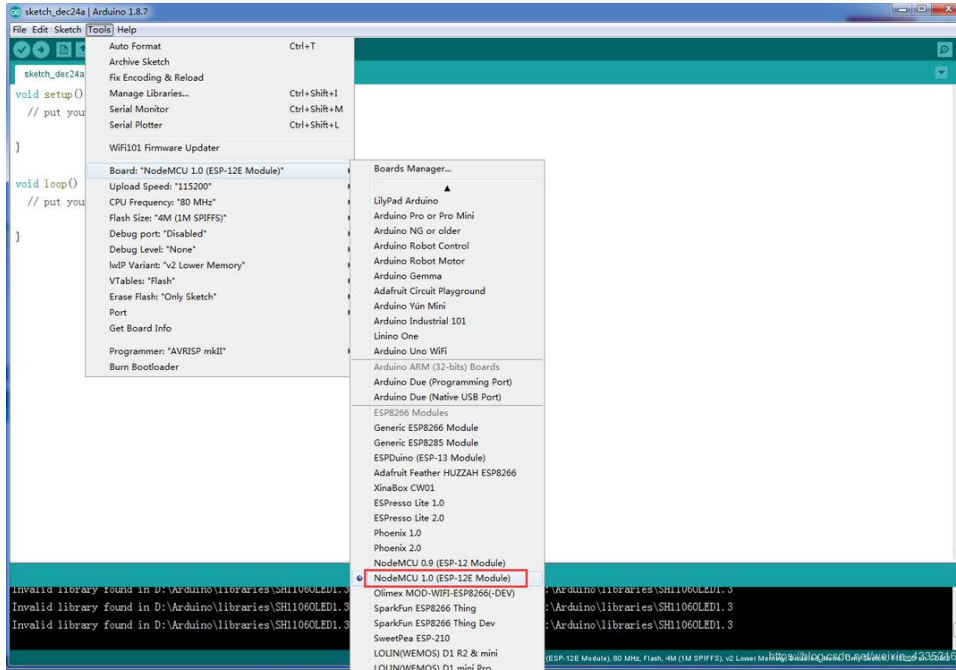 sketch_dec24a | Arduino 1.8.7
File Edit Sketch Tools Help
sketch_dec24a
void setup()
// put you
}
void loop()
// put you
}
Auto Format Ctrl+T
Archive Sketch
Fix Encoding & Reload
Manage Libraries... Ctrl+Shift+I
Serial Monitor Ctrl+Shift+M
Serial Plotter Ctrl+Shift+L
WiFi101 Firmware Updater
Board: "NodeMCU 1.0 (ESP-12E Module)"
Upload Speed: "115200"
CPU Frequency: "80 MHz"
Flash Size: "4M (1M SPIFFS)"
Debug port: "Disabled"
Debug Level: "None"
lwIP Variant: "v2 Lower Memory"
VTables: "Flash"
Erase Flash: "Only Sketch"
Port
Get Board Info
Programmer: "AVRISP mkII"
Burn Bootloader
Boards Manager...
LilyPad Arduino
Arduino Pro or Pro Mini
Arduino NG or older
Arduino Robot Control
Arduino Robot Motor
Arduino Gemma
Adafruit Circuit Playground
Arduino Yún Mini
Arduino Industrial 101
Linino One
Arduino Uno WiFi
Arduino ARM (32-bits) Boards
Arduino Due (Programming Port)
Arduino Due (Native USB Port)
ESP8266 Modules
Generic ESP8266 Module
Generic ESP8285 Module
ESPDuino (ESP-13 Module)
Adafruit Feather HUZZAH ESP8266
XinaBox CW01
ESPresso Lite 1.0
ESPresso Lite 2.0
Phoenix 1.0
Phoenix 2.0
NodeMCU 0.9 (ESP-12 Module)
NodeMCU 1.0 (ESP-12E Module)
Olimex MOD-WIFI-ESP8266(-DEV)
SparkFun ESP8266 Thing
SparkFun ESP8266 Thing Dev
SweetPea ESP-210
LOLIN(WEMOS) D1 R2 & mini
LOLIN(WEMOS) D1 mini Pro
Invalid library found in D:\Arduino\libraries\SH1106OLED1.3 :\Arduino\libraries\SH1106OLED1.3
Invalid library found in D:\Arduino\libraries\SH1106OLED1.3 :\Arduino\libraries\SH1106OLED1.3
Invalid library found in D:\Arduino\libraries\SH1106OLED1.3 :\Arduino\libraries\SH1106OLED1.3
(ESP-12E Module), 80 MHz, Flash, 4M (1M SPIFFS), v2 Lower